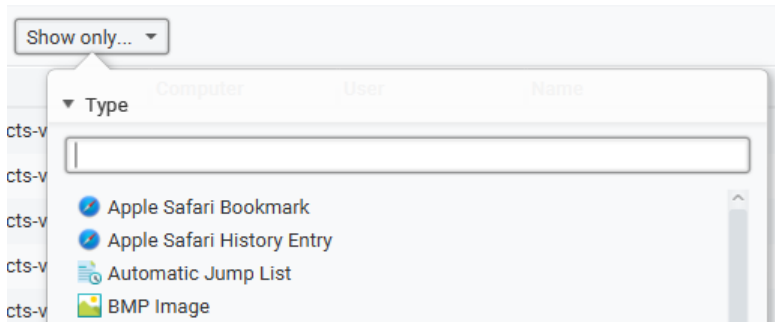 Show only...
Computer User Name
Type
cts-v
cts-v
Apple Safari Bookmark
cts-v
Apple Safari History Entry
cts-v
Automatic Jump List
cts-v
BMP Image